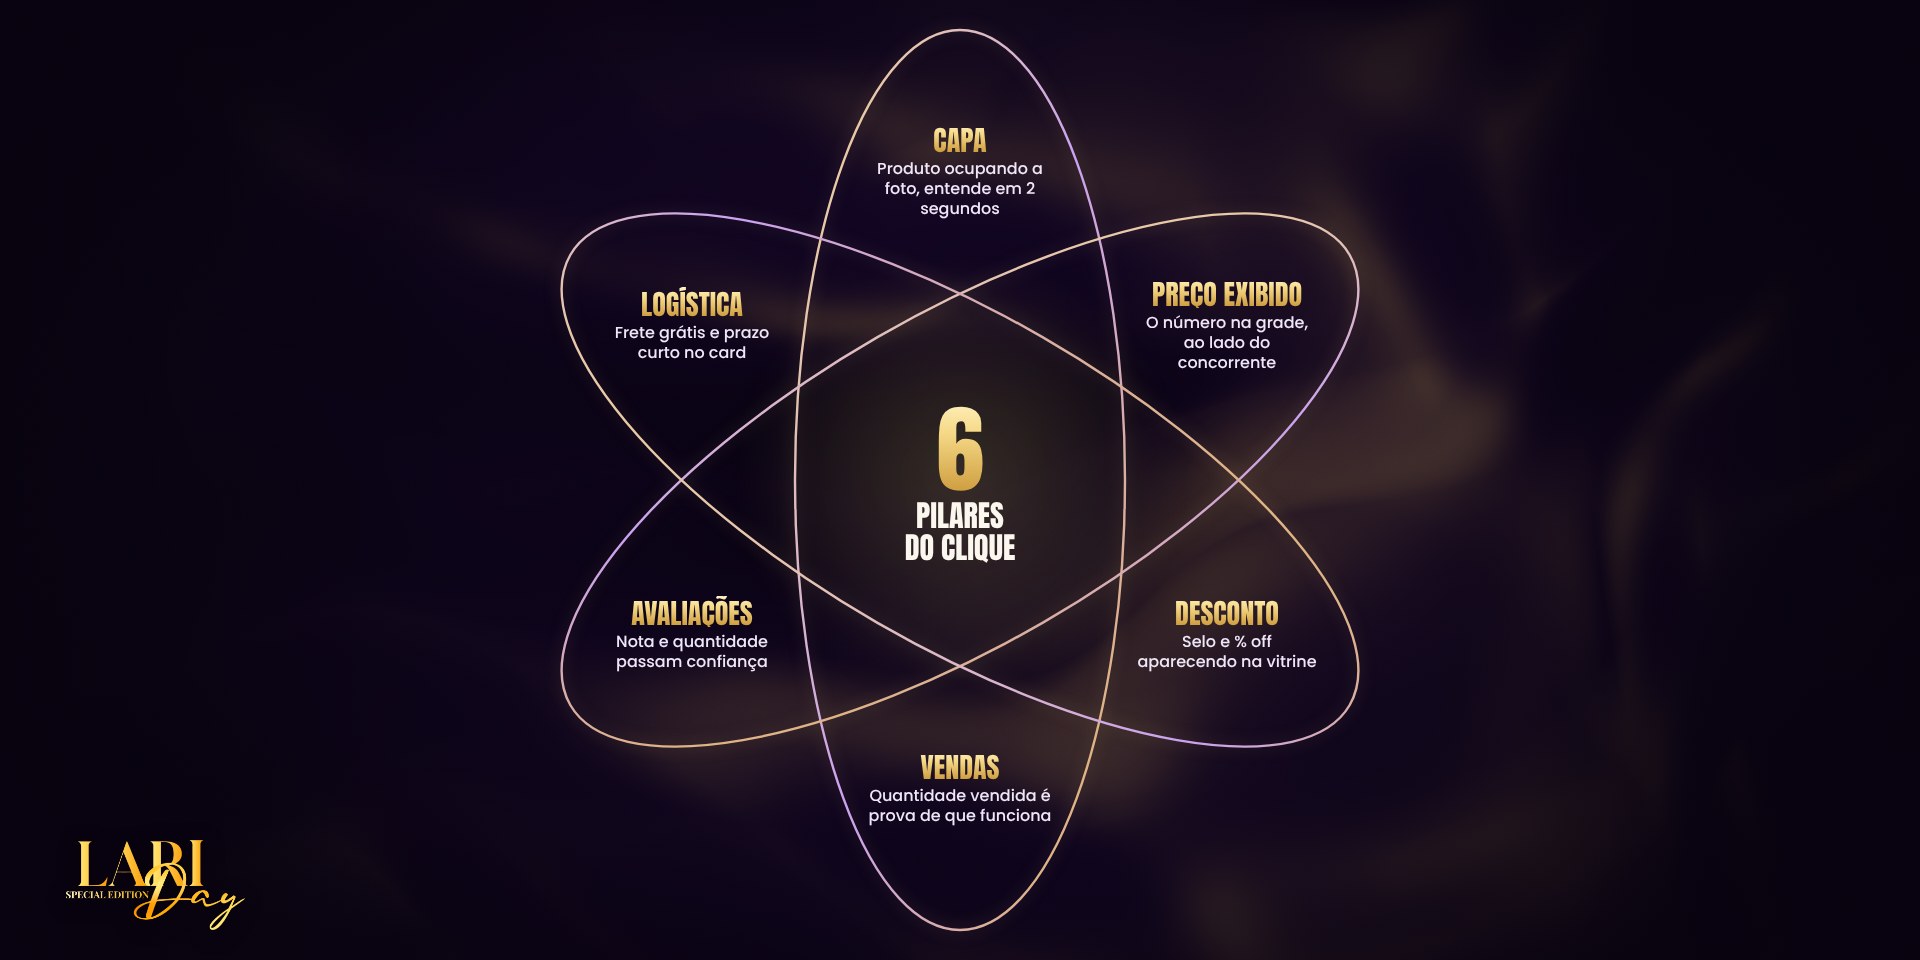 CAPA
Produto ocupando a
foto, entende em 2
segundos
LOGÍSTICA
Frete grátis e prazo
curto no card
PREÇO EXIBIDO
O número na grade,
ao lado do
concorrente
6
PILARES
DO CLIQUE
AVALIAÇÕES
Nota e quantidade
passam confiança
DESCONTO
Selo e % off
aparecendo na vitrine
VENDAS
Quantidade vendida é
prova de que funciona
LABI
SPECIAL EDITION
Day